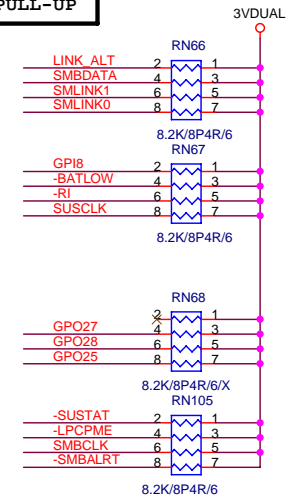 PULL-UP
3VDUAL
RN66
LINK_ALT 2 1
SMBDATA 4 3
SMLINK1 6 5
SMLINK0 8 7
8.2K/8P4R/6
RN67
GPI8 2 1
-BATLOW 4 3
-RI 6 5
SUSCLK 8 7
8.2K/8P4R/6
RN68
2 1
GPO27 4 3
GPO28 6 5
GPO25 8 7
8.2K/8P4R/6/X
RN105
-SUSTAT 2 1
-LPCPME 4 3
SMBCLK 6 5
-SMBALRT 8 7
8.2K/8P4R/6